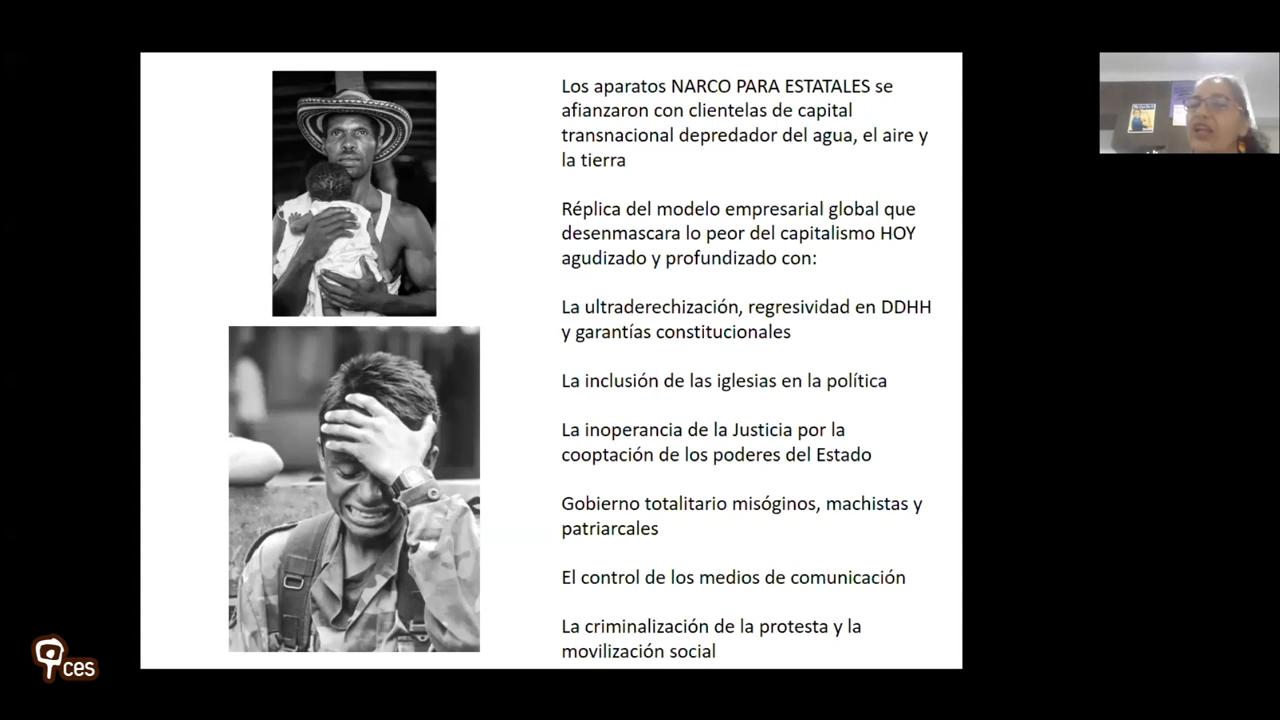 Los aparatos NARCO PARA ESTATALES se
afianzaron con clientelas de capital
transnacional depredador del agua, el aire y
la tierra
Réplica del modelo empresarial global que
desenmascara lo peor del capitalismo HOY
agudizado y profundizado con:
La ultraderechización, regresividad en DDHH
y garantías constitucionales
La inclusión de las iglesias en la política
La inoperancia de la Justicia por la
cooptación de los poderes del Estado
Gobierno totalitario misóginos, machistas y
patriarcales
El control de los medios de comunicación
La criminalización de la protesta y la
movilización social
ces